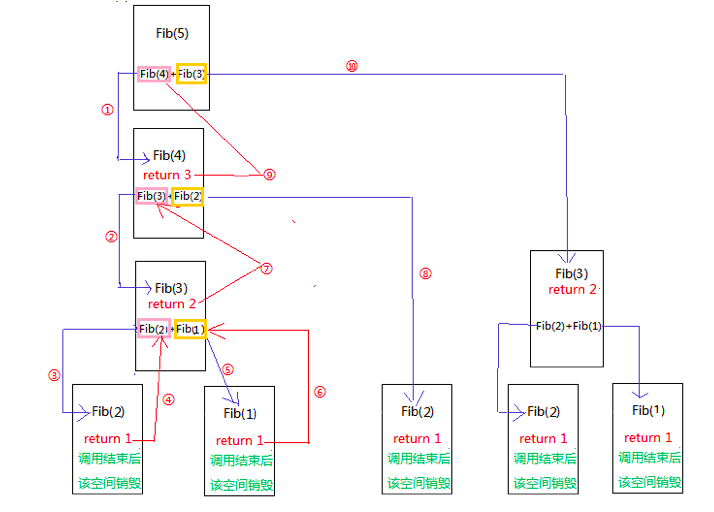 Fib(5)
Fib(4)+Fib(3)
⑩
①
Fib(4)
return 3
⑨
Fib(3)+Fib(2)
②
⑦
⑧
Fib(3)
return 2
Fib(2)+Fib(1)
Fib(3)
return 2
Fib(2)+Fib(1)
③
④
⑤
⑥
Fib(2)
return 1
调用结束后
该空间销毁
Fib(1)
return 1
调用结束后
该空间销毁
Fib(2)
return 1
调用结束后
该空间销毁
Fib(2)
return 1
调用结束后
该空间销毁
Fib(1)
return 1
调用结束后
该空间销毁